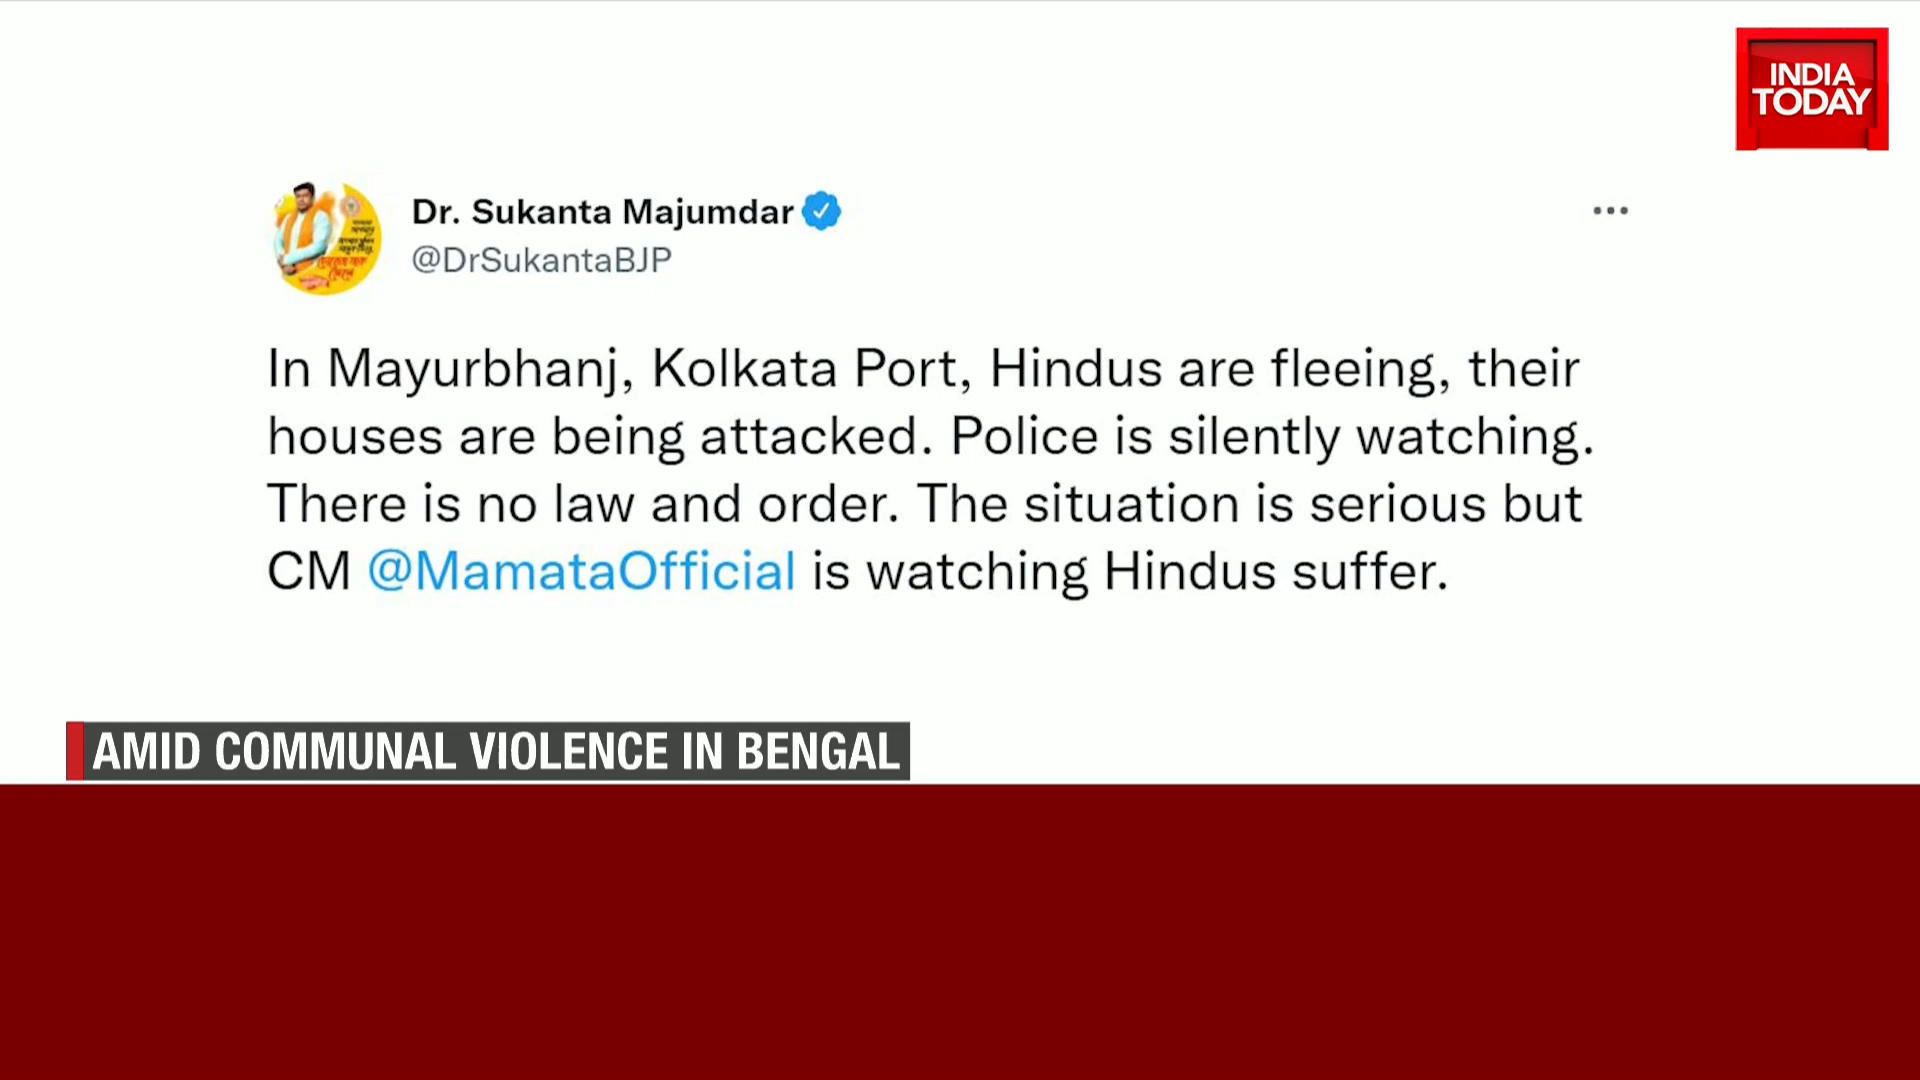 INDIA
TODAY
Dr. Sukanta Majumdar
@DrSukantaBJP
In Mayurbhanj, Kolkata Port, Hindus are fleeing, their
houses are being attacked. Police is silently watching.
There is no law and order. The situation is serious but
CM @MamataOfficial is watching Hindus suffer.
AMID COMMUNAL VIOLENCE IN BENGAL